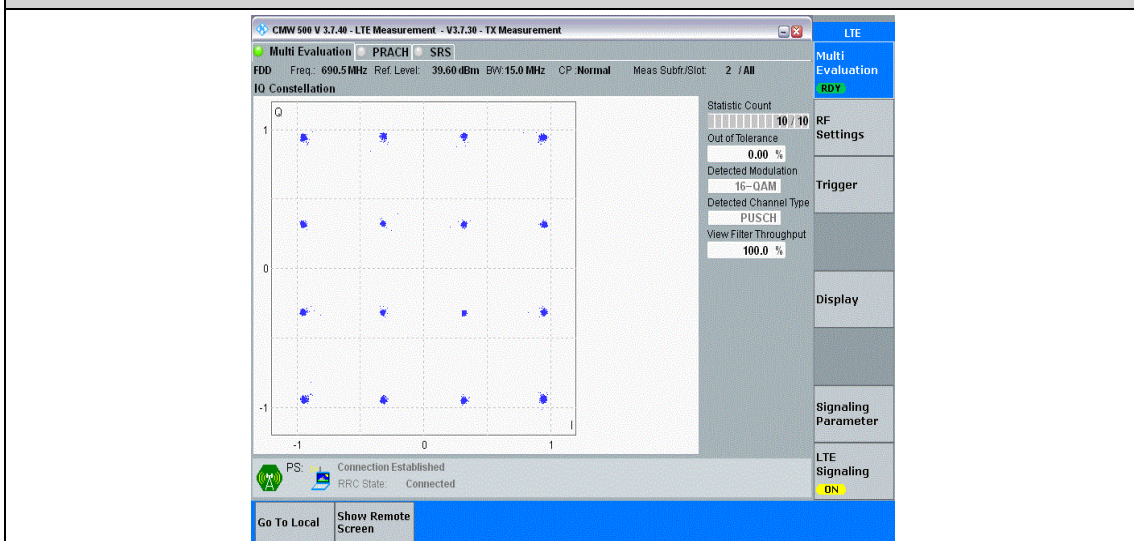 CMW 500 V 3.7.40 - LTE Measurement - V3.7.30 - TX Measurement
LTE
Multi Evaluation PRACH SRS
FDD Freq.: 690.5 MHz Ref. Level: 39.60 dBm BW: 15.0 MHz CP : Normal Meas Subfr./Slot: 2 / All
IQ Constellation
Q
1
0
-1
I
-1 0 1
Statistic Count
10 / 10
Out of Tolerance
0.00 %
Detected Modulation
16-QAM
Detected Channel Type
PUSCH
View Filter Throughput
100.0 %
Multi
Evaluation
RDY
RF
Settings
Trigger
Display
Signaling
Parameter
LTE
Signaling
ON
PS: Connection Established
RRC State: Connected
Go To Local
Show Remote
Screen